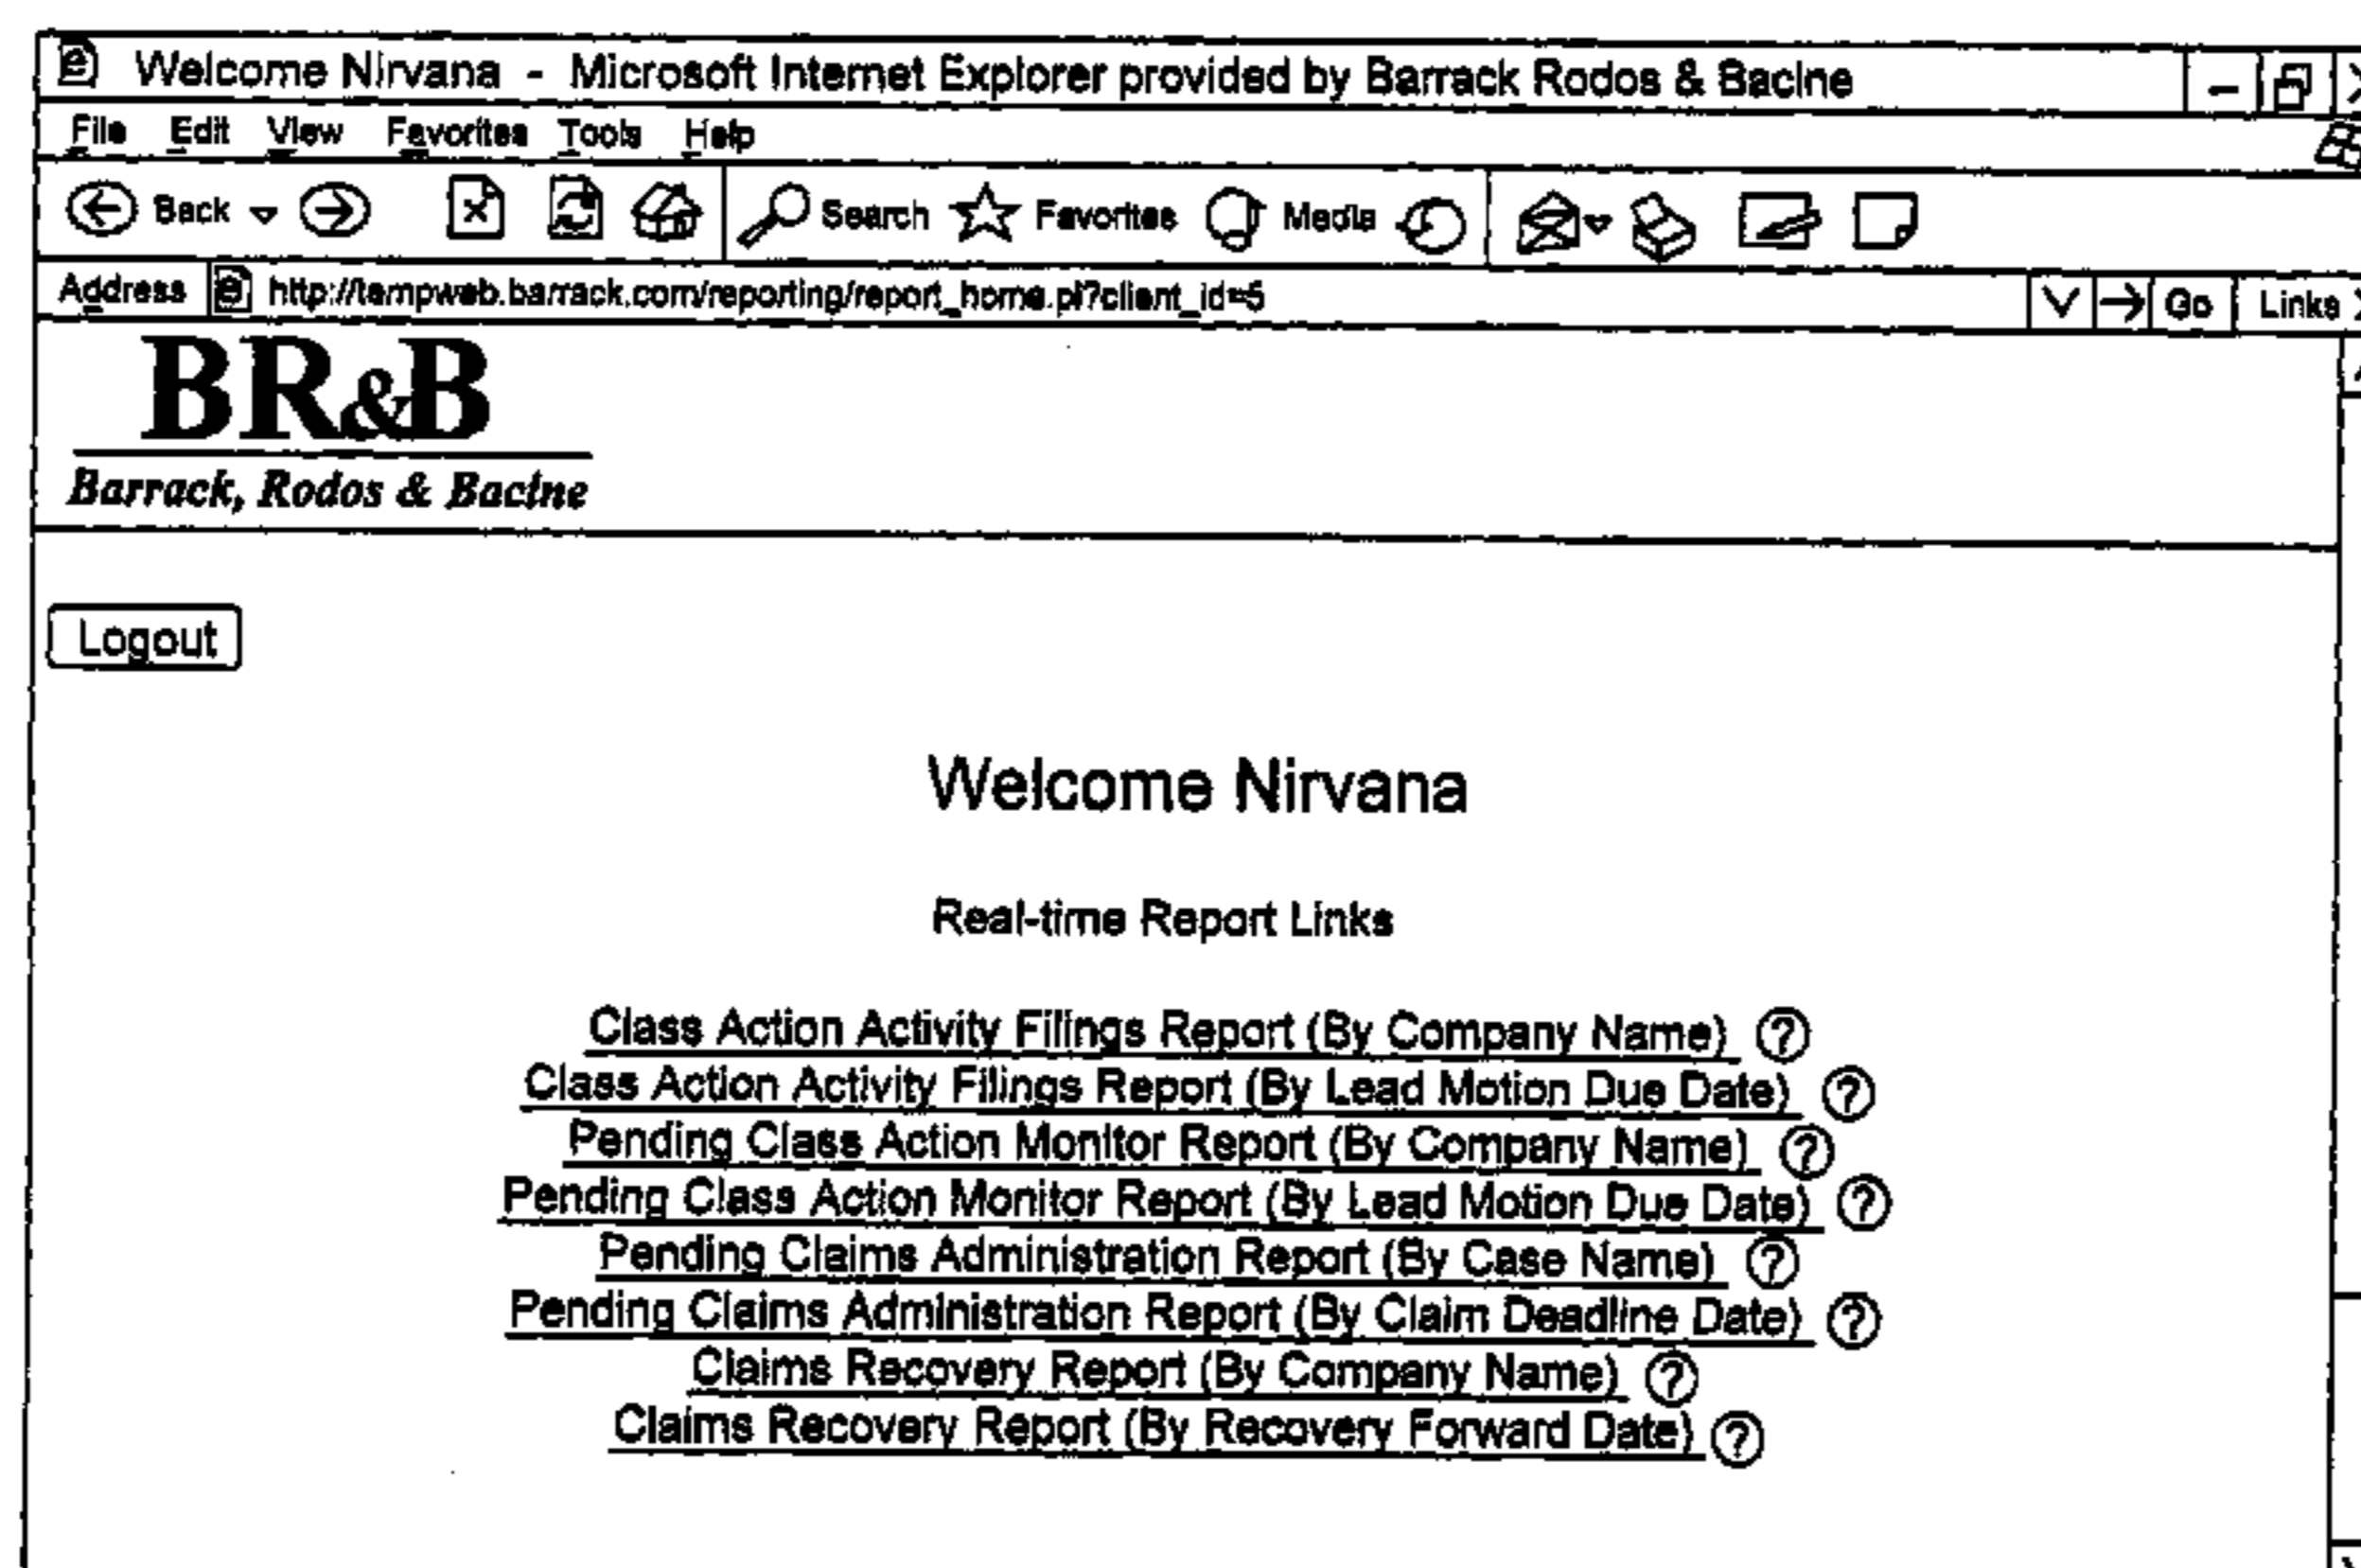 Welcome Nirvana - Microsoft Internet Explorer provided by Barrack Rodos & Bacine
File Edit View Favorites Tools Help
Back Search Favorites Media
Address http://tempweb.barrack.com/reporting/report_home.pl?client_id=5 Go Links
BR&B
Barrack, Rodos & Bacine
Logout
Welcome Nirvana
Real-time Report Links
Class Action Activity Filings Report (By Company Name) ?
Class Action Activity Filings Report (By Lead Motion Due Date) ?
Pending Class Action Monitor Report (By Company Name) ?
Pending Class Action Monitor Report (By Lead Motion Due Date) ?
Pending Claims Administration Report (By Case Name) ?
Pending Claims Administration Report (By Claim Deadline Date) ?
Claims Recovery Report (By Company Name) ?
Claims Recovery Report (By Recovery Forward Date) ?